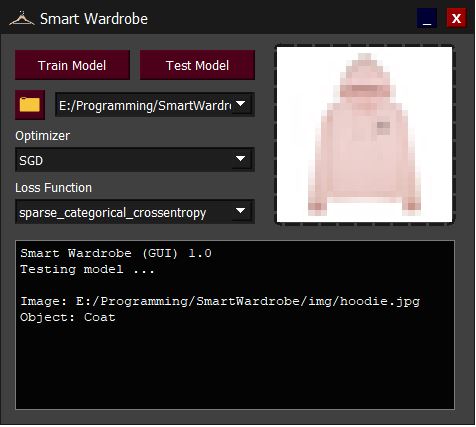 Smart Wardrobe
_ X
Train Model Test Model
E:/Programming/SmartWardr
Optimizer
SGD
Loss Function
sparse_categorical_crossentropy
Smart Wardrobe (GUI) 1.0
Testing model ...
Image: E:/Programming/SmartWardrobe/img/hoodie.jpg
Object: Coat